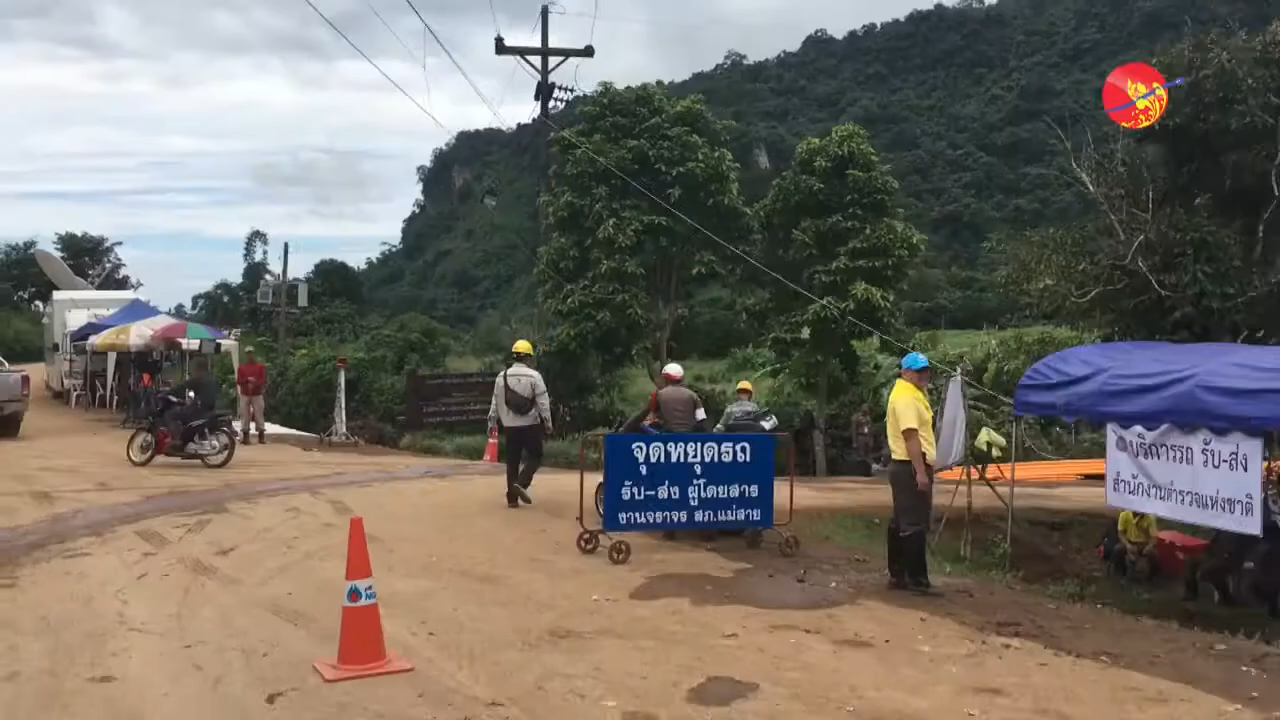 จุดหยุดรถ
รับ-ส่ง ผู้โดยสาร
งานจราจร สภ.แม่สาย
บริการรถ รับ-ส่ง
สำนักงานตำรวจแห่งชาติ